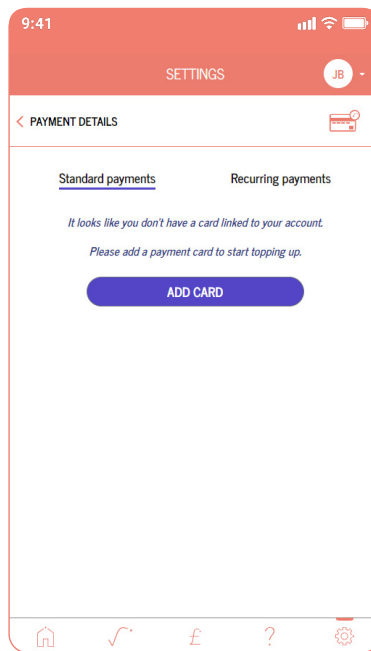 9:41
SETTINGS
JB
PAYMENT DETAILS
Standard payments Recurring payments
It looks like you don't have a card linked to your account.
Please add a payment card to start topping up.
ADD CARD
£ ?